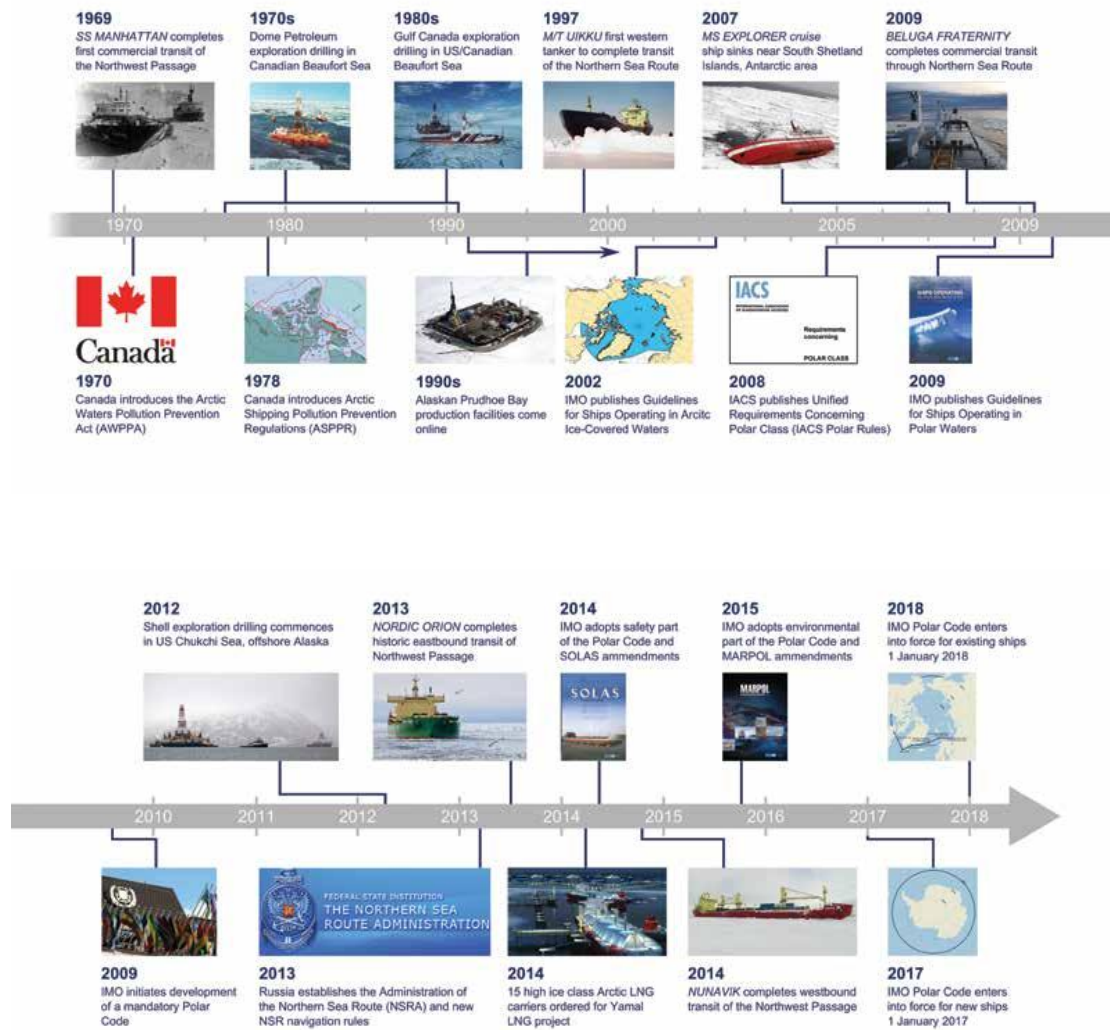 1969
SS MANHATTAN completes
first commercial transit of
the Northwest Passage
1970s
Dome Petroleum
exploration drilling in
Canadian Beaufort Sea
1980s
Gulf Canada exploration
drilling in US/Canadian
Beaufort Sea
1997
M/T UIKKU first western
tanker to complete transit
of the Northern Sea Route
2007
MS EXPLORER cruise
ship sinks near South Shetland
Islands, Antarctic area
2009
BELUGA FRATERNITY
completes commercial transit
through Northern Sea Route
1970 1980 1990 2000 2005 2009
Canada
1970
Canada introduces the Arctic
Waters Pollution Prevention
Act (AWPPA)
1978
Canada introduces Arctic
Shipping Pollution Prevention
Regulations (ASPPR)
1990s
Alaskan Prudhoe Bay
production facilities come
online
2002
IMO publishes Guidelines
for Ships Operating in Arcitc
Ice-Covered Waters
IACS
Requirements
concerning
POLAR CLASS
2008
IACS publishes Unified
Requirements Concerning
Polar Class (IACS Polar Rules)
SHIPS OPERATING
2009
IMO publishes Guidelines
for Ships Operating in
Polar Waters
2012
Shell exploration drilling commences
in US Chukchi Sea, offshore Alaska
2013
NORDIC ORION completes
historic eastbound transit of
Northwest Passage
2014
IMO adopts safety part
of the Polar Code and
SOLAS ammendments
SOLAS
2015
IMO adopts environmental
part of the Polar Code and
MARPOL ammendments
MARPOL
2018
IMO Polar Code enters
into force for existing ships
1 January 2018
2010 2011 2012 2013 2014 2015 2016 2017 2018
2009
IMO initiates development
of a mandatory Polar
Code
FEDERAL STATE INSTITUTION
THE NORTHERN SEA
ROUTE ADMINISTRATION
2013
Russia establishes the Administration of
the Northern Sea Route (NSRA) and new
NSR navigation rules
2014
15 high ice class Arctic LNG
carriers ordered for Yamal
LNG project
2014
NUNAVIK completes westbound
transit of the Northwest Passage
2017
IMO Polar Code enters
into force for new ships
1 January 2017